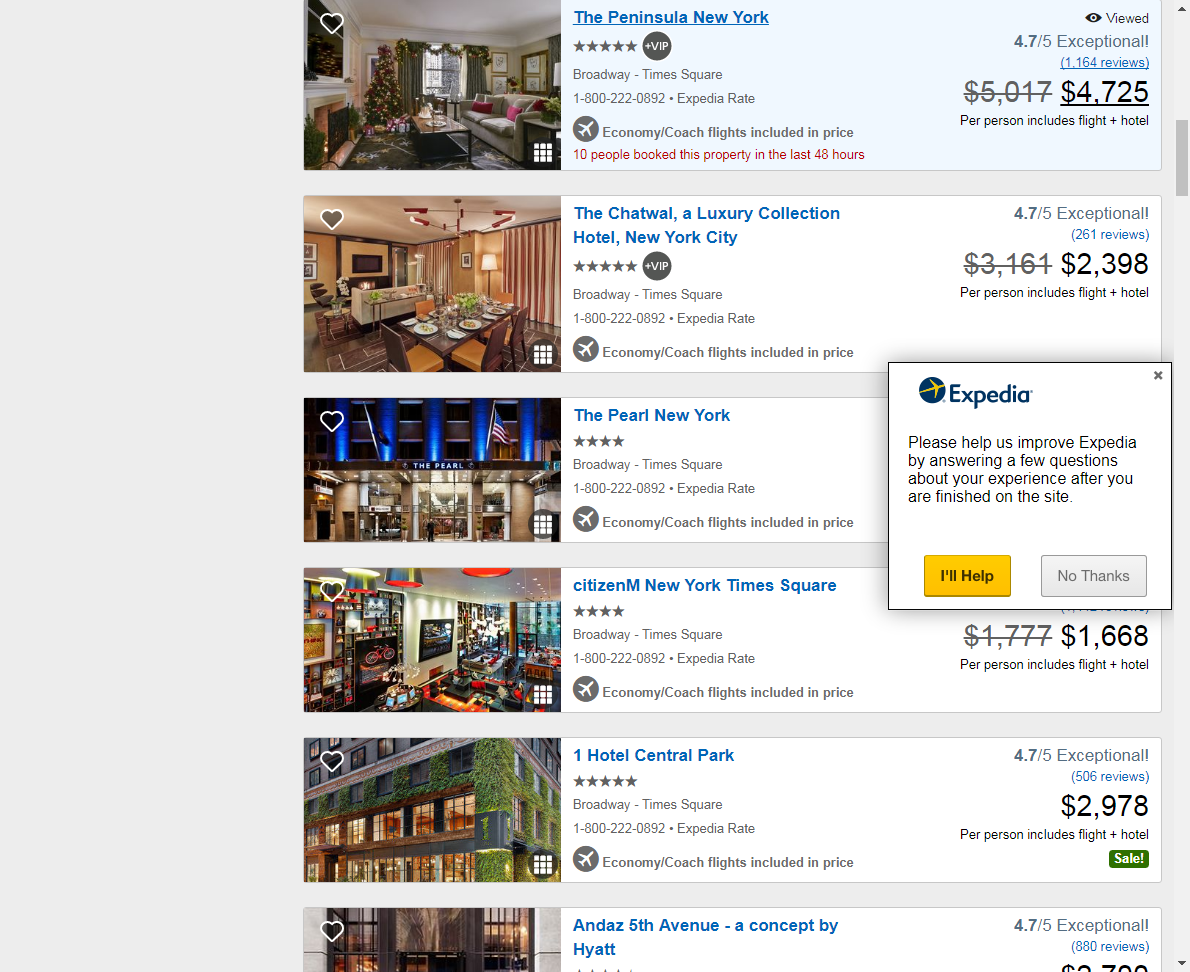 The Peninsula New York
Viewed
4.7/5 Exceptional!
(1,164 reviews)
+VIP
Broadway - Times Square
$5,017 $4,725
1-800-222-0892 • Expedia Rate
Per person includes flight + hotel
Economy/Coach flights included in price
10 people booked this property in the last 48 hours
The Chatwal, a Luxury Collection
Hotel, New York City
4.7/5 Exceptional!
(261 reviews)
+VIP
$3,161 $2,398
Broadway - Times Square
Per person includes flight + hotel
1-800-222-0892 • Expedia Rate
Economy/Coach flights included in price
THE PEARL
The Pearl New York
Broadway - Times Square
1-800-222-0892 • Expedia Rate
Economy/Coach flights included in price
Expedia
Please help us improve Expedia
by answering a few questions
about your experience after you
are finished on the site.
I'll Help
No Thanks
citizenM New York Times Square
Broadway - Times Square
$1,777 $1,668
1-800-222-0892 • Expedia Rate
Per person includes flight + hotel
Economy/Coach flights included in price
1 Hotel Central Park
4.7/5 Exceptional!
(506 reviews)
Broadway - Times Square
$2,978
1-800-222-0892 • Expedia Rate
Per person includes flight + hotel
Economy/Coach flights included in price
Sale!
Andaz 5th Avenue - a concept by
Hyatt
4.7/5 Exceptional!
(880 reviews)